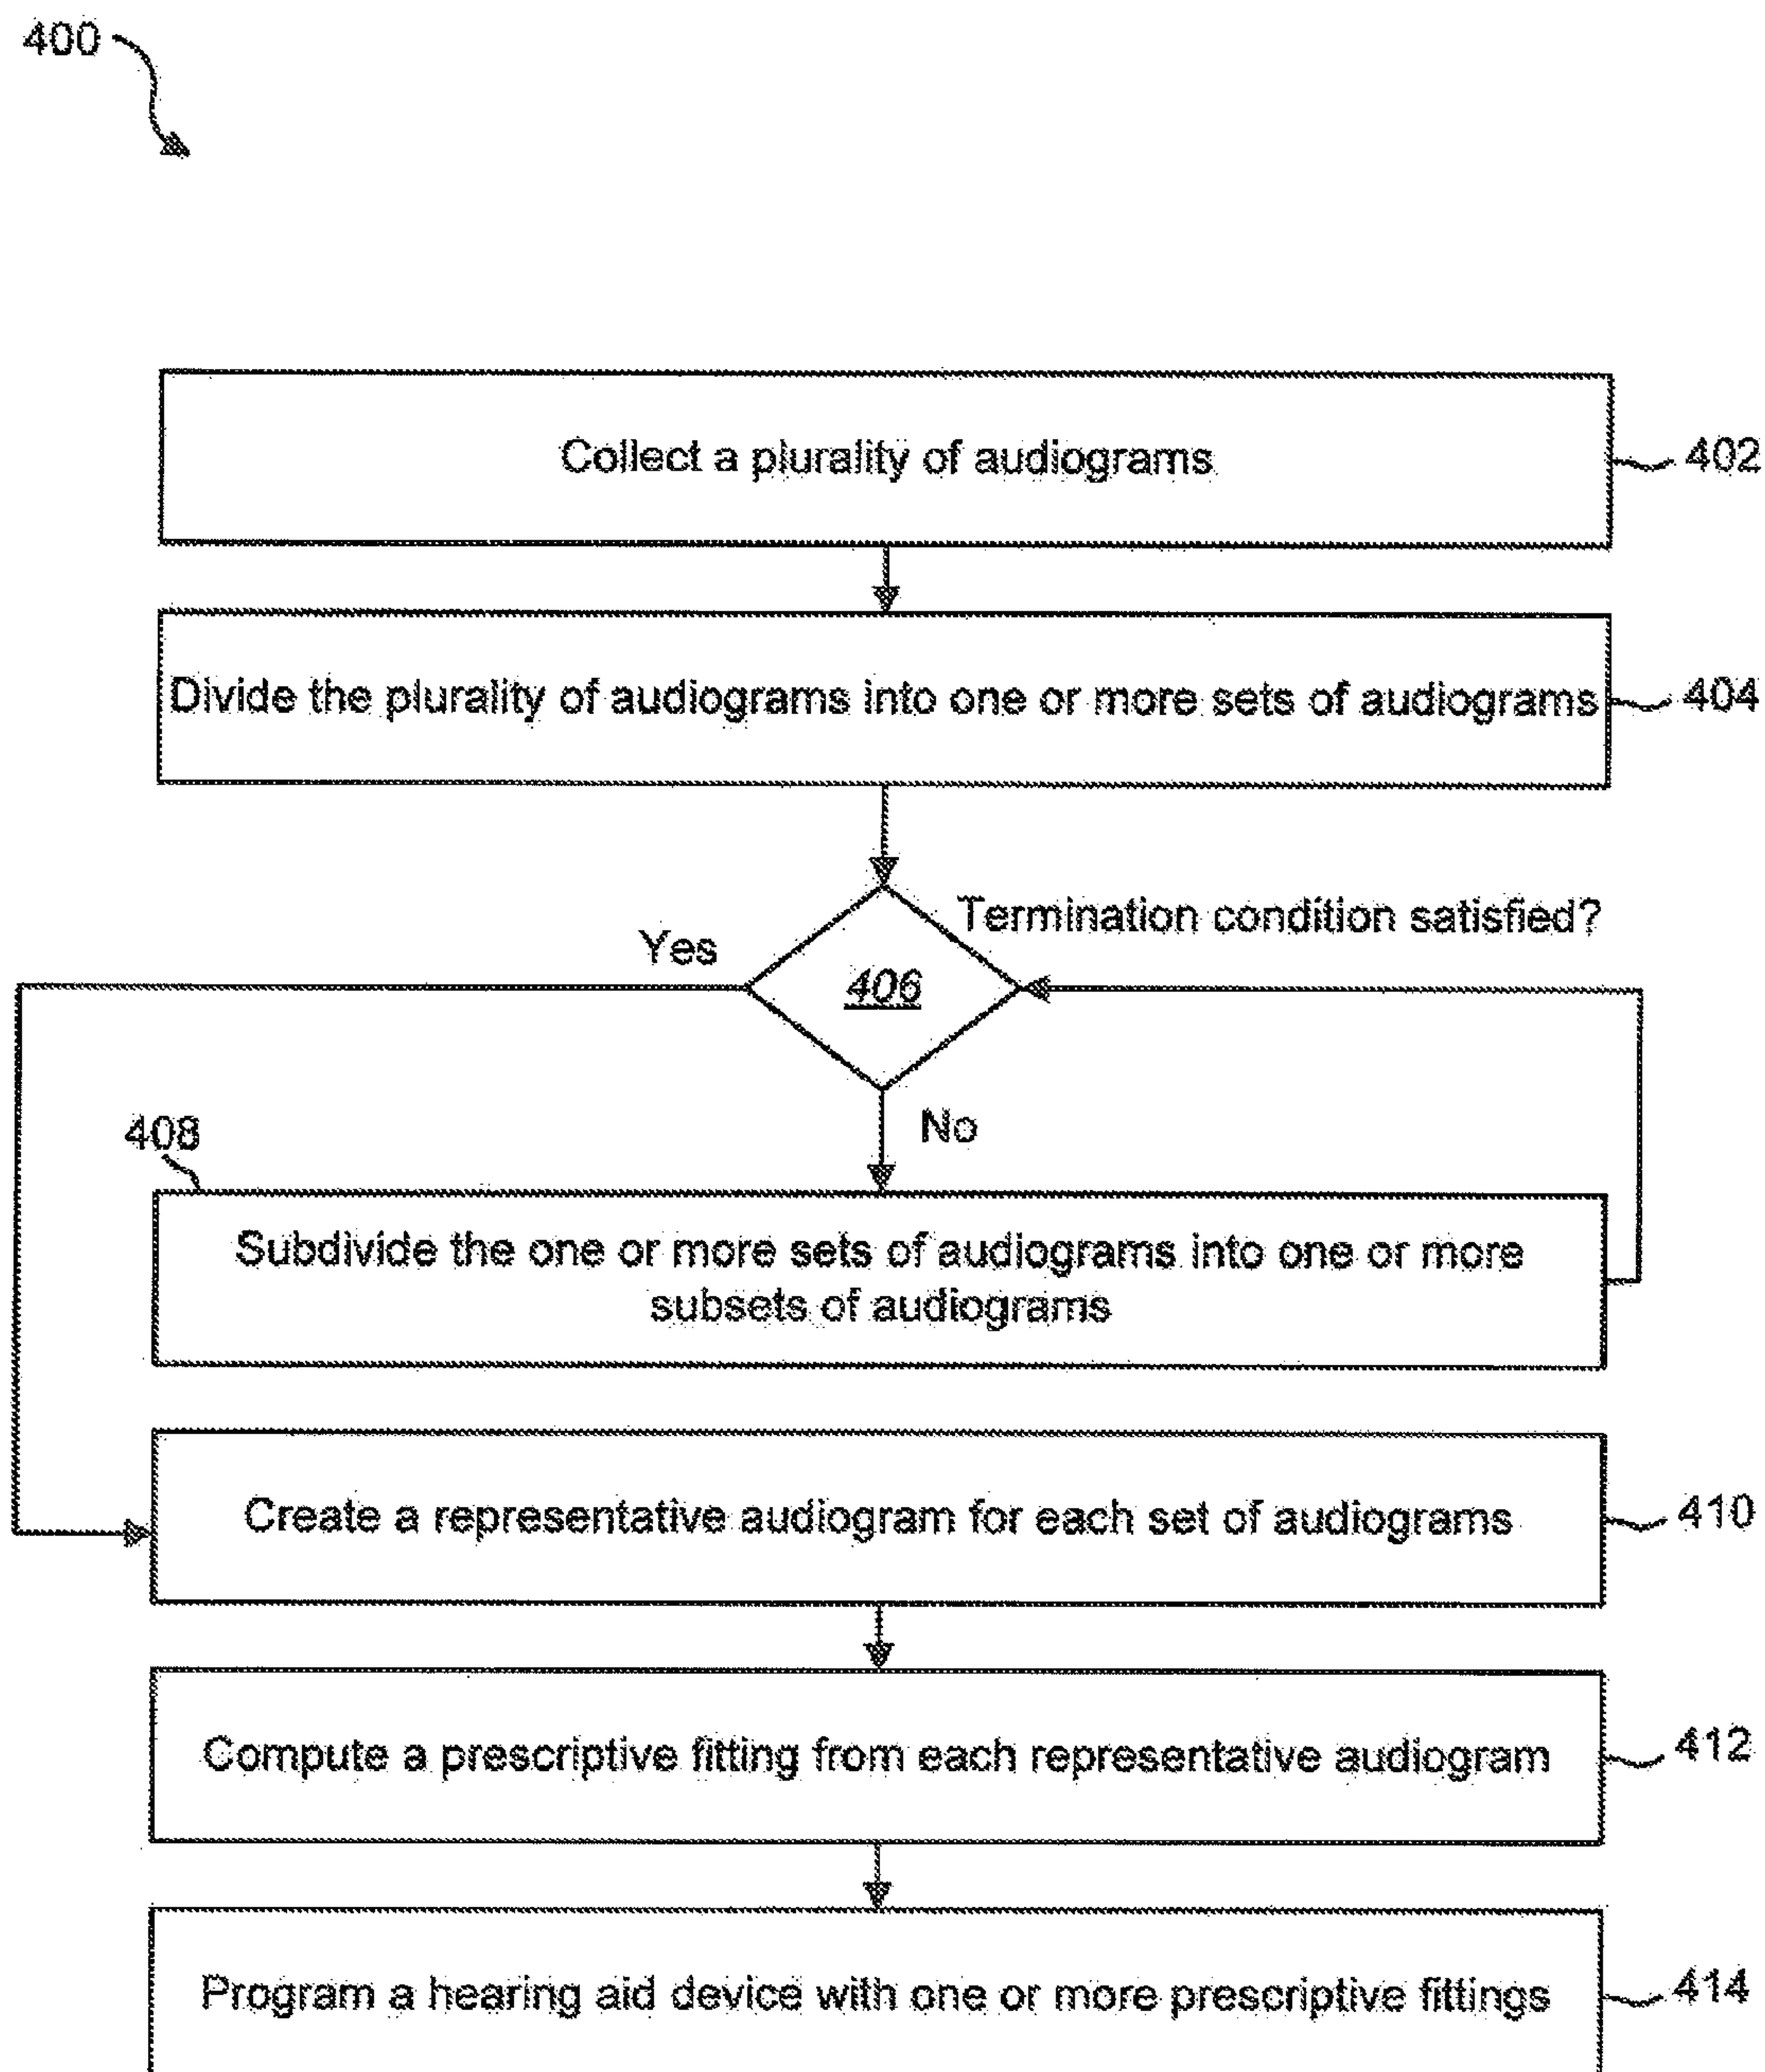 400
Collect a plurality of audiograms
402
Divide the plurality of audiograms into one or more sets of audiograms
404
Termination condition satisfied?
Yes
406
No
408
Subdivide the one or more sets of audiograms into one or more
subsets of audiograms
Create a representative audiogram for each set of audiograms
410
Compute a prescriptive fitting from each representative audiogram
412
Program a hearing aid device with one or more prescriptive fittings
414